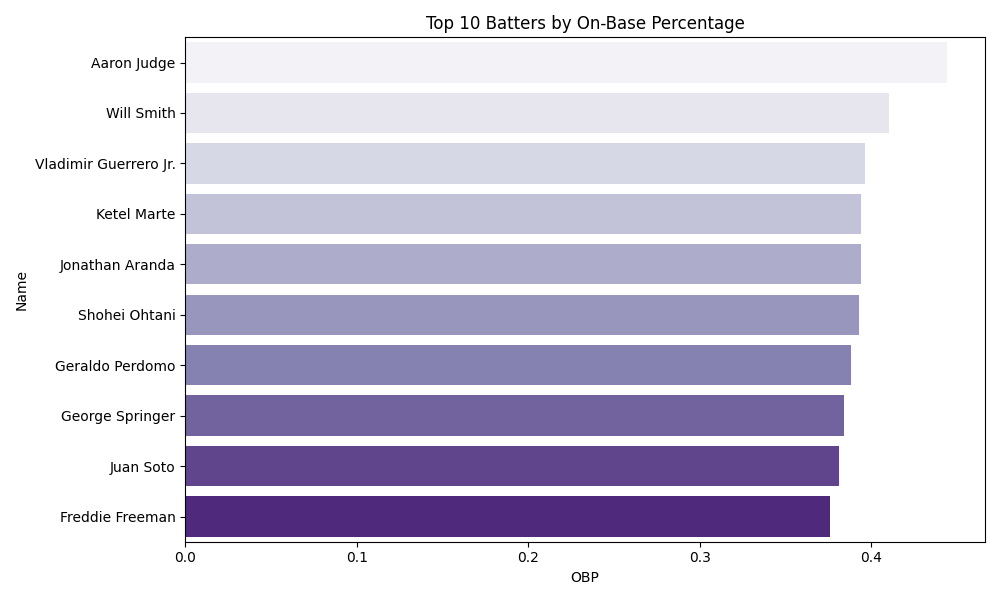 Top 10 Batters by On-Base Percentage
Name
Aaron Judge
Will Smith
Vladimir Guerrero Jr.
Ketel Marte
Jonathan Aranda
Shohei Ohtani
Geraldo Perdomo
George Springer
Juan Soto
Freddie Freeman
0.0 0.1 0.2 0.3 0.4
OBP